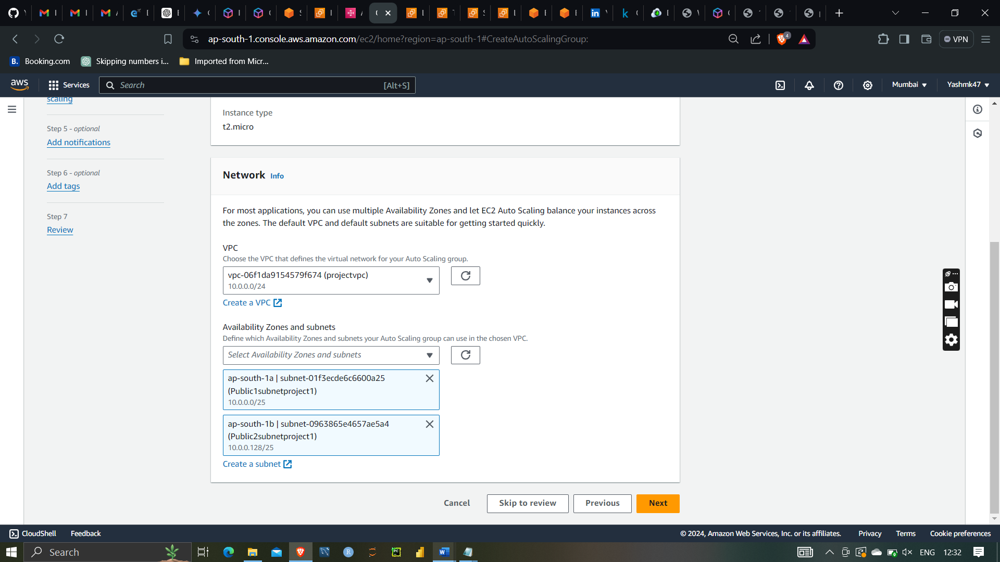 ap-south-1.console.aws.amazon.com/ec2/home?region=ap-south-1#CreateAutoScalingGroup:
4
VPN
B. Booking.com
Skipping numbers i...
Imported from Micr...
aws
Services
Search
[Alt+S]
Mumbai
Yashmk47
scaling
Step 5 - optional
Add notifications
Step 6 - optional
Add tags
Step 7
Review
Instance type
t2.micro
Network Info
For most applications, you can use multiple Availability Zones and let EC2 Auto Scaling balance your instances across
the zones. The default VPC and default subnets are suitable for getting started quickly.
VPC
Choose the VPC that defines the virtual network for your Auto Scaling group.
vpc-06f1da9154579f674 (projectvpc)
10.0.0.0/24
Create a VPC
Availability Zones and subnets
Define which Availability Zones and subnets your Auto Scaling group can use in the chosen VPC.
Select Availability Zones and subnets
ap-south-1a | subnet-01f3ecde6c6600a25
(Public1subnetproject1)
10.0.0.0/25
ap-south-1b | subnet-0963865e4657ae5a4
(Public2subnetproject1)
10.0.0.128/25
Create a subnet
Cancel
Skip to review
Previous
Next
CloudShell
Feedback
© 2024, Amazon Web Services, Inc. or its affiliates.
Privacy
Terms
Cookie preferences
Search
ENG
12:32